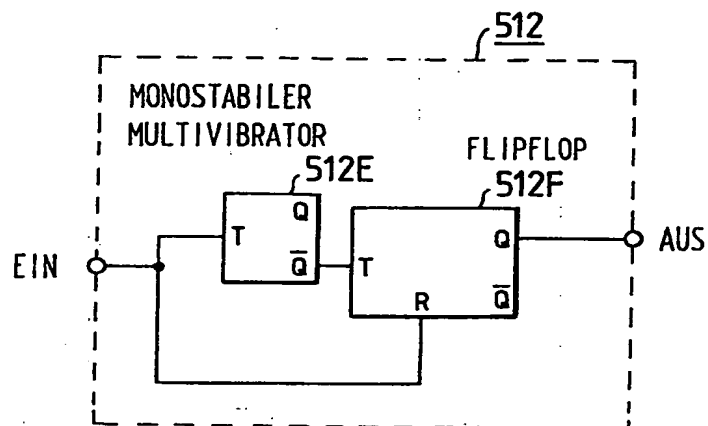 512
MONOSTABILER
MULTIVIBRATOR
FLIPFLOP
512E
512F
Q
T
Q̅
Q
T
R
Q̅
EIN
AUS